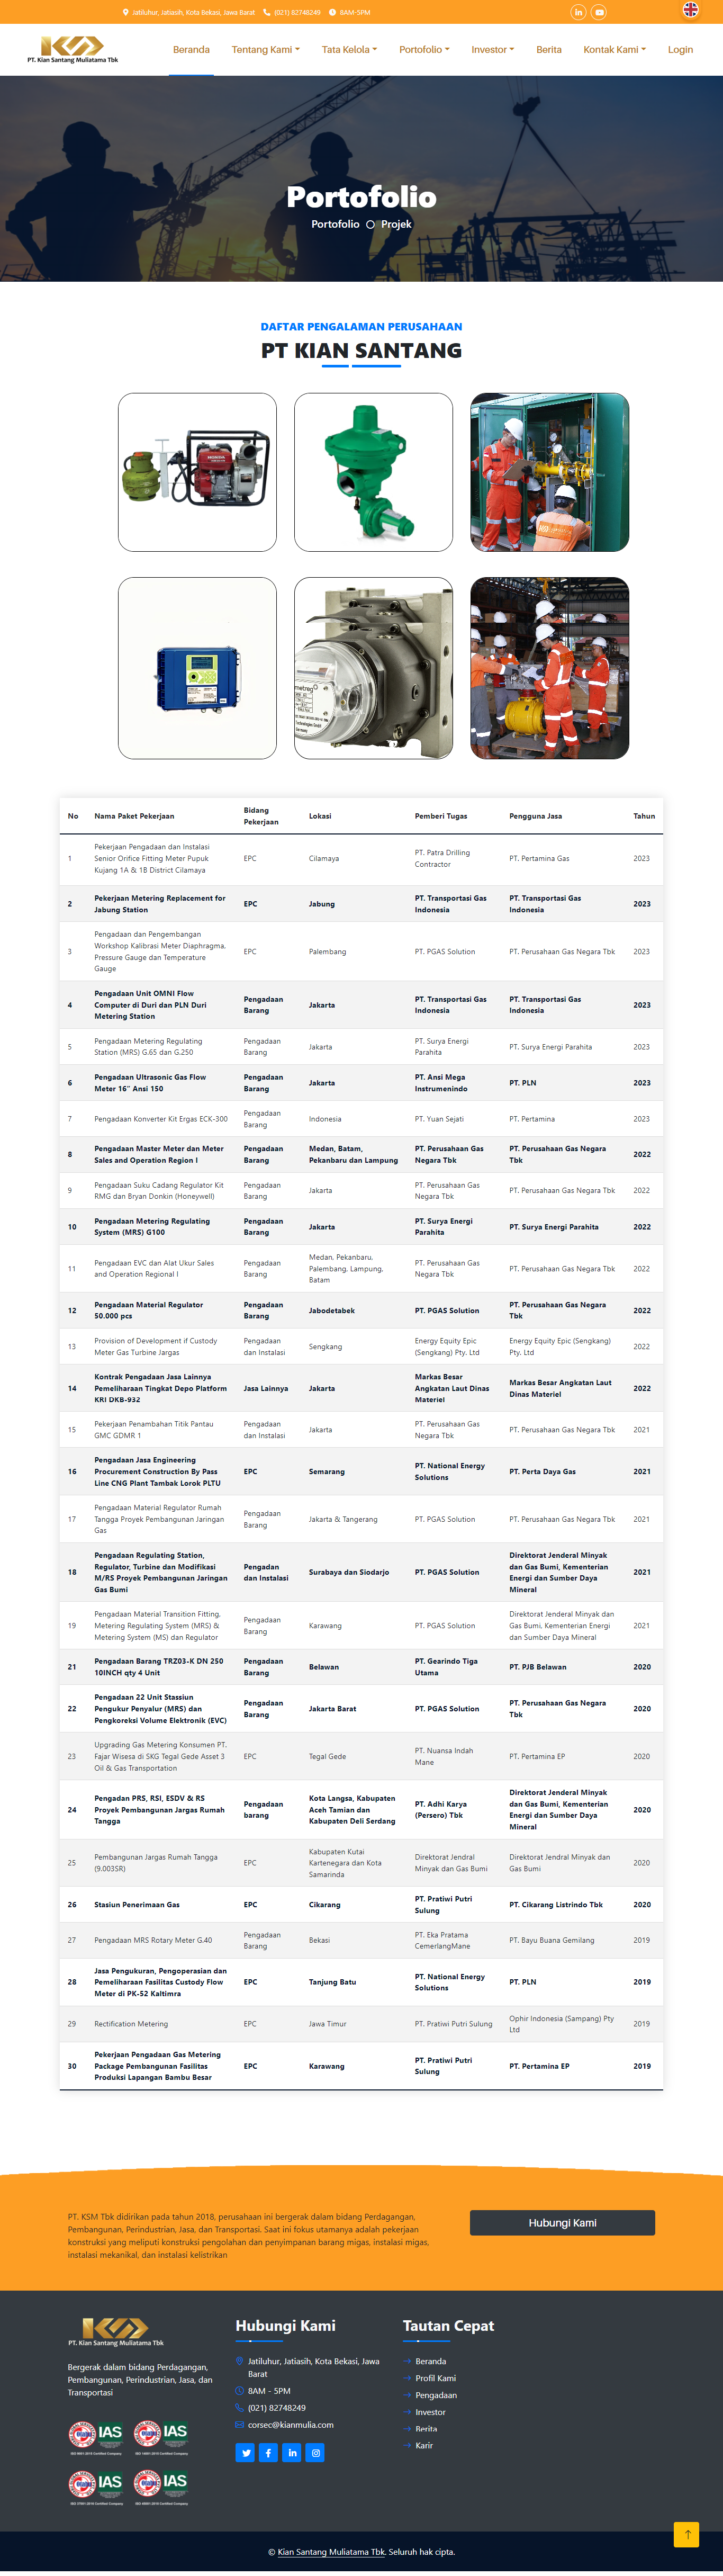 Jatiluhur, Jatiasih, Kota Bekasi, Jawa Barat (021) 82748249 8AM-5PM
PT. Kian Santang Muliatama Tbk
Beranda Tentang Kami Tata Kelola Portofolio Investor Berita Kontak Kami Login
Portofolio
Portofolio Projek
DAFTAR PENGALAMAN PERUSAHAAN
PT KIAN SANTANG
HONDA
No Nama Paket Pekerjaan Bidang Pekerjaan Lokasi Pemberi Tugas Pengguna Jasa Tahun
1 Pekerjaan Pengadaan dan Instalasi Senior Orifice Fitting Meter Pupuk Kujang 1A & 1B District Cilamaya EPC Cilamaya PT. Patra Drilling Contractor PT. Pertamina Gas 2023
2 Pekerjaan Metering Replacement for Jabung Station EPC Jabung PT. Transportasi Gas Indonesia PT. Transportasi Gas Indonesia 2023
3 Pengadaan dan Pengembangan Workshop Kalibrasi Meter Diaphragma, Pressure Gauge dan Temperature Gauge EPC Palembang PT. PGAS Solution PT. Perusahaan Gas Negara Tbk 2023
4 Pengadaan Unit OMNI Flow Computer di Duri dan PLN Duri Metering Station Pengadaan Barang Jakarta PT. Transportasi Gas Indonesia PT. Transportasi Gas Indonesia 2023
5 Pengadaan Metering Regulating Station (MRS) G.65 dan G.250 Pengadaan Barang Jakarta PT. Surya Energi Parahita PT. Surya Energi Parahita 2023
6 Pengadaan Ultrasonic Gas Flow Meter 16" Ansi 150 Pengadaan Barang Jakarta PT. Ansi Mega Instrumenindo PT. PLN 2023
7 Pengadaan Konverter Kit Ergas ECK-300 Pengadaan Barang Indonesia PT. Yuan Sejati PT. Pertamina 2023
8 Pengadaan Master Meter dan Meter Sales and Operation Region I Pengadaan Barang Medan, Batam, Pekanbaru dan Lampung PT. Perusahaan Gas Negara Tbk PT. Perusahaan Gas Negara Tbk 2022
9 Pengadaan Suku Cadang Regulator Kit RMG dan Bryan Donkin (Honeywell) Pengadaan Barang Jakarta PT. Perusahaan Gas Negara Tbk PT. Perusahaan Gas Negara Tbk 2022
10 Pengadaan Metering Regulating System (MRS) G100 Pengadaan Barang Jakarta PT. Surya Energi Parahita PT. Surya Energi Parahita 2022
11 Pengadaan EVC dan Alat Ukur Sales and Operation Regional I Pengadaan Barang Medan, Pekanbaru, Palembang, Lampung, Batam PT. Perusahaan Gas Negara Tbk PT. Perusahaan Gas Negara Tbk 2022
12 Pengadaan Material Regulator 50.000 pcs Pengadaan Barang Jabodetabek PT. PGAS Solution PT. Perusahaan Gas Negara Tbk 2022
13 Provision of Development if Custody Meter Gas Turbine Jargas Pengadaan dan Instalasi Sengkang Energy Equity Epic (Sengkang) Pty. Ltd Energy Equity Epic (Sengkang) Pty. Ltd 2022
14 Kontrak Pengadaan Jasa Lainnya Pemeliharaan Tingkat Depo Platform KRI DKB-932 Jasa Lainnya Jakarta Markas Besar Angkatan Laut Dinas Materiel Markas Besar Angkatan Laut Dinas Materiel 2022
15 Pekerjaan Penambahan Titik Pantau GMC GDMR 1 Pengadaan dan Instalasi Jakarta PT. Perusahaan Gas Negara Tbk PT. Perusahaan Gas Negara Tbk 2021
16 Pengadaan Jasa Engineering Procurement Construction By Pass Line CNG Plant Tambak Lorok PLTU EPC Semarang PT. National Energy Solutions PT. Perta Daya Gas 2021
17 Pengadaan Material Regulator Rumah Tangga Proyek Pembangunan Jaringan Gas Pengadaan Barang Jakarta & Tangerang PT. PGAS Solution PT. Perusahaan Gas Negara Tbk 2021
18 Pengadaan Regulating Station, Regulator, Turbine dan Modifikasi M/RS Proyek Pembangunan Jaringan Gas Bumi Pengadan dan Instalasi Surabaya dan Siodarjo PT. PGAS Solution Direktorat Jenderal Minyak dan Gas Bumi, Kementerian Energi dan Sumber Daya Mineral 2021
19 Pengadaan Material Transition Fitting, Metering Regulating System (MRS) & Metering System (MS) dan Regulator Pengadaan Barang Karawang PT. PGAS Solution Direktorat Jenderal Minyak dan Gas Bumi, Kementerian Energi dan Sumber Daya Mineral 2021
21 Pengadaan Barang TRZ03-K DN 250 10INCH qty 4 Unit Pengadaan Barang Belawan PT. Gearindo Tiga Utama PT. PJB Belawan 2020
22 Pengadaan 22 Unit Stassiun Pengukur Penyalur (MRS) dan Pengkoreksi Volume Elektronik (EVC) Pengadaan Barang Jakarta Barat PT. PGAS Solution PT. Perusahaan Gas Negara Tbk 2020
23 Upgrading Gas Metering Konsumen PT. Fajar Wisesa di SKG Tegal Gede Asset 3 Oil & Gas Transportation EPC Tegal Gede PT. Nuansa Indah Mane PT. Pertamina EP 2020
24 Pengadan PRS, RSI, ESDV & RS Proyek Pembangunan Jargas Rumah Tangga Pengadaan barang Kota Langsa, Kabupaten Aceh Tamian dan Kabupaten Deli Serdang PT. Adhi Karya (Persero) Tbk Direktorat Jenderal Minyak dan Gas Bumi, Kementerian Energi dan Sumber Daya Mineral 2020
25 Pembangunan Jargas Rumah Tangga (9.003SR) EPC Kabupaten Kutai Kartenegara dan Kota Samarinda Direktorat Jendral Minyak dan Gas Bumi Direktorat Jendral Minyak dan Gas Bumi 2020
26 Stasiun Penerimaan Gas EPC Cikarang PT. Pratiwi Putri Sulung PT. Cikarang Listrindo Tbk 2020
27 Pengadaan MRS Rotary Meter G.40 Pengadaan Barang Bekasi PT. Eka Pratama CemerlangMane PT. Bayu Buana Gemilang 2019
28 Jasa Pengukuran, Pengoperasian dan Pemeliharaan Fasilitas Custody Flow Meter di PK-52 Kaltimra EPC Tanjung Batu PT. National Energy Solutions PT. PLN 2019
29 Rectification Metering EPC Jawa Timur PT. Pratiwi Putri Sulung Ophir Indonesia (Sampang) Pty Ltd 2019
30 Pekerjaan Pengadaan Gas Metering Package Pembangunan Fasilitas Produksi Lapangan Bambu Besar EPC Karawang PT. Pratiwi Putri Sulung PT. Pertamina EP 2019
PT. KSM Tbk didirikan pada tahun 2018, perusahaan ini bergerak dalam bidang Perdagangan,
Pembangunan, Perindustrian, Jasa, dan Transportasi. Saat ini fokus utamanya adalah pekerjaan
konstruksi yang meliputi konstruksi pengolahan dan penyimpanan barang migas, instalasi migas,
instalasi mekanikal, dan instalasi kelistrikan
Hubungi Kami
PT. Kian Santang Muliatama Tbk
Bergerak dalam bidang Perdagangan,
Pembangunan, Perindustrian, Jasa, dan
Transportasi
IAS IAS
IAS IAS
Hubungi Kami
Jatiluhur, Jatiasih, Kota Bekasi, Jawa
Barat
8AM - 5PM
(021) 82748249
corsec@kianmulia.com
Tautan Cepat
Beranda
Profil Kami
Pengadaan
Investor
Berita
Karir
© Kian Santang Muliatama Tbk. Seluruh hak cipta.